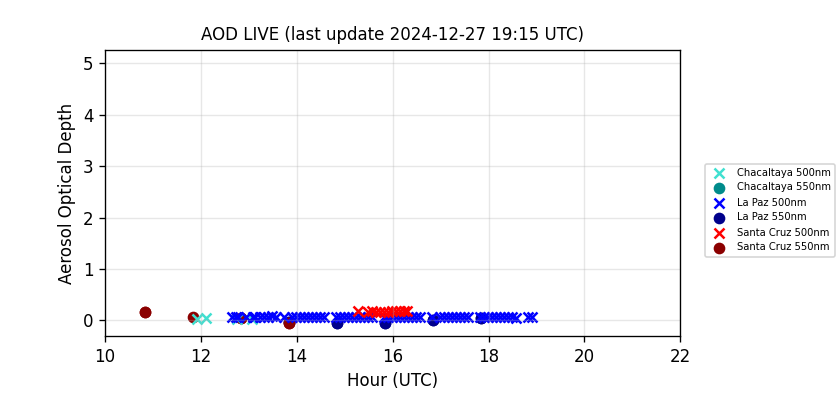 AOD LIVE (last update 2024-12-27 19:15 UTC)
Aerosol Optical Depth
5
4
3
2
1
0
10 12 14 16 18 20 22
Hour (UTC)
Chacaltaya 500nm
Chacaltaya 550nm
La Paz 500nm
La Paz 550nm
Santa Cruz 500nm
Santa Cruz 550nm